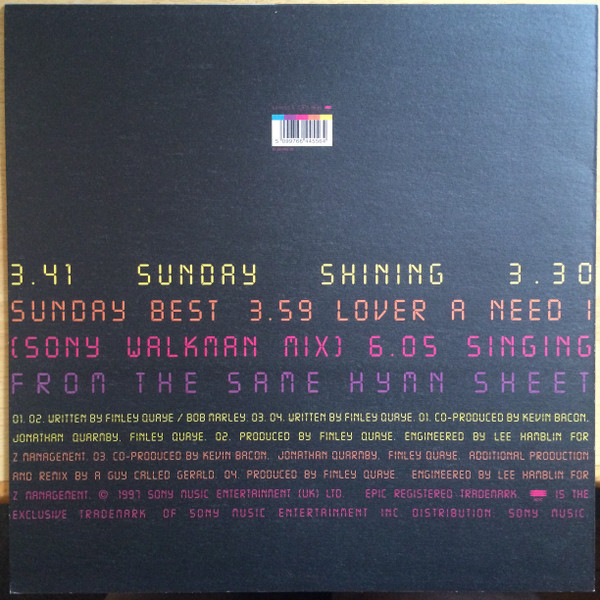 3.41 SUNDAY SHINING 3.30
SUNDAY BEST 3.59 LOVER A NEED I
(SONY WALKMAN MIX) 6.05 SINGING
FROM THE SAME HYMN SHEET
01. 02. WRITTEN BY FINLEY QUAYE / BOB MARLEY. 03. 04. WRITTEN BY FINLEY QUAYE. 01. CO-PRODUCED BY KEVIN BACON,
JONATHAN QUARMBY, FINLEY QUAYE. 02. PRODUCED BY FINLEY QUAYE. ENGINEERED BY LEE HAMBLIN FOR
Z MANAGEMENT. 03. CO-PRODUCED BY KEVIN BACON, JONATHAN QUARMBY, FINLEY QUAYE. ADDITIONAL PRODUCTION
AND REMIX BY A GUY CALLED GERALD. 04. PRODUCED BY FINLEY QUAYE. ENGINEERED BY LEE HAMBLIN FOR
Z MANAGEMENT. © 1997 SONY MUSIC ENTERTAINMENT (UK) LTD. EPIC REGISTERED TRADEMARK. IS THE
EXCLUSIVE TRADEMARK OF SONY MUSIC ENTERTAINMENT INC. DISTRIBUTION: SONY MUSIC.